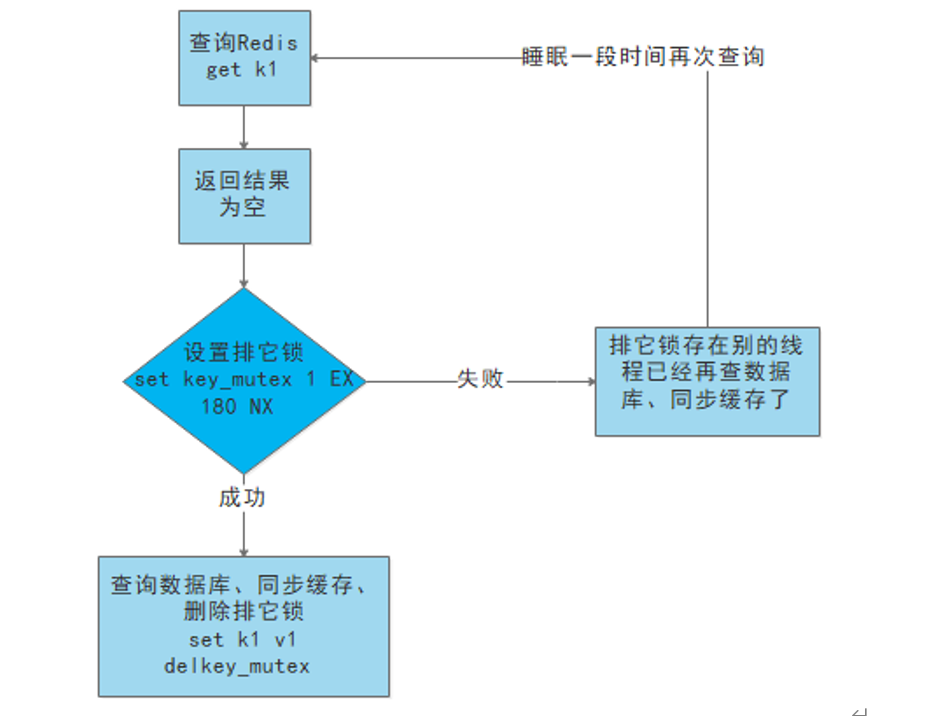 查询Redis
get k1
睡眠一段时间再次查询
返回结果
为空
设置排它锁
set key_mutex 1 EX
180 NX
失败
排它锁存在别的线
程已经再查数据
库、同步缓存了
成功
查询数据库、同步缓存、
删除排它锁
set k1 v1
delkey_mutex